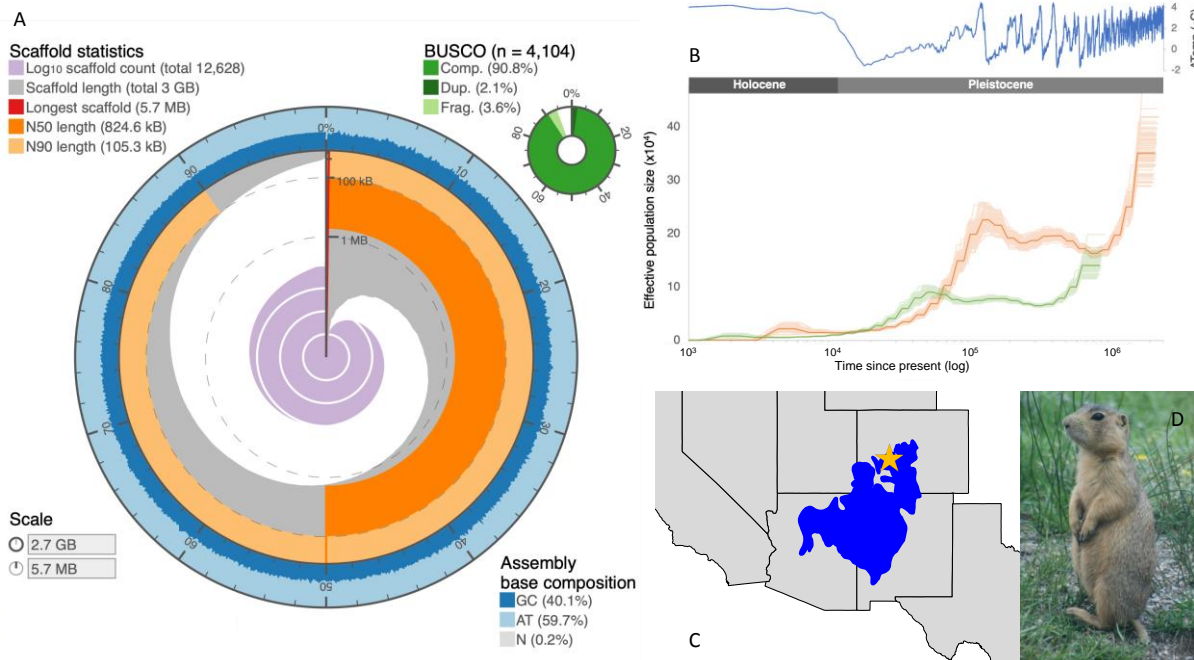 A
Scaffold statistics
Log10 scaffold count (total 12,628)
Scaffold length (total 3 GB)
Longest scaffold (5.7 MB)
N50 length (824.6 kB)
N90 length (105.3 kB)
BUSCO (n = 4,104)
Comp. (90.8%)
Dup. (2.1%)
Frag. (3.6%)
0%
20
40
60
80
0%
10
20
30
40
50
60
70
80
90
100 kB
1 MB
Scale
2.7 GB
5.7 MB
Assembly
base composition
GC (40.1%)
AT (59.7%)
N (0.2%)
B
4
2
0
-2
Holocene
Pleistocene
Effective population size (x10⁴)
40
30
20
10
0
10³
10⁴
10⁵
10⁶
Time since present (log)
C
D